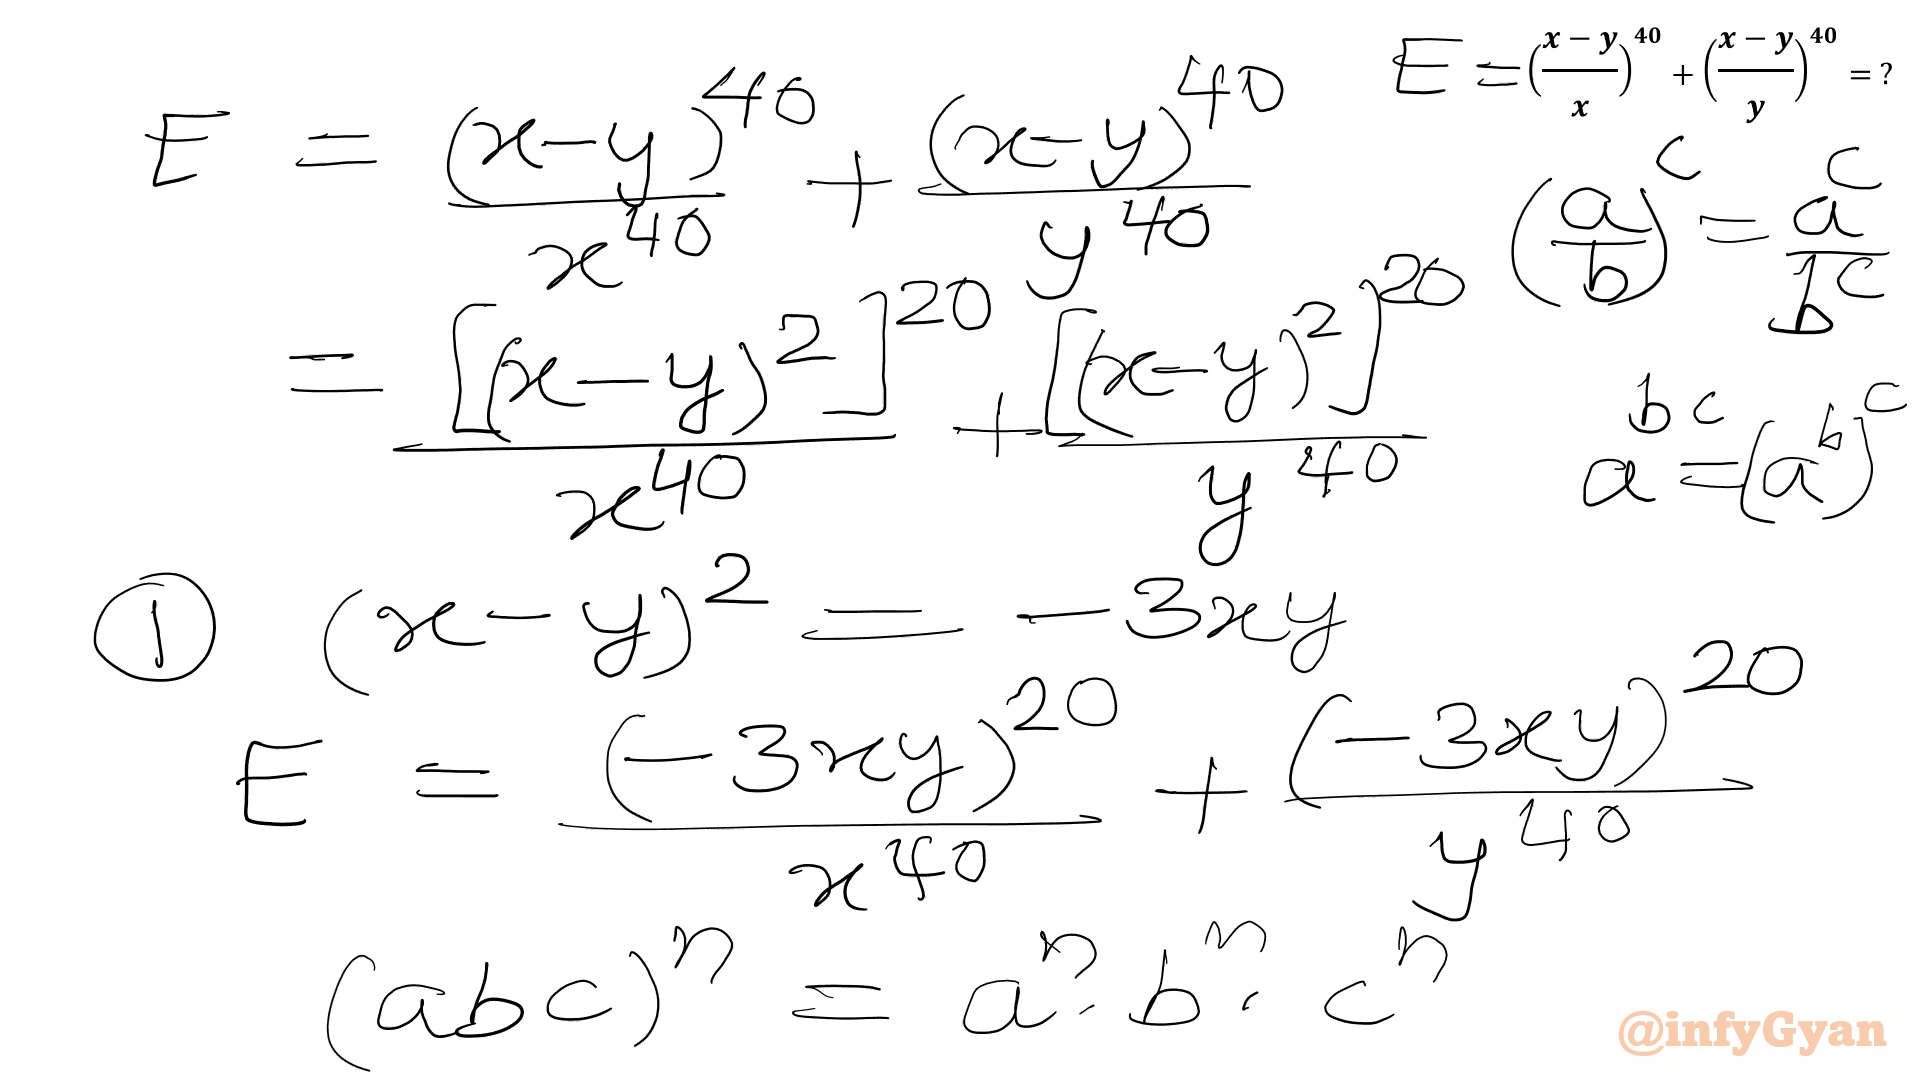 E = ((x − y)/x)^40 + ((x − y)/y)^40 = ?
E = (x−y)^40/x^40 + (x−y)^40/y^40
(a/b)^c = a^c/b^c
= [(x−y)^2]^20/x^40 + [(x−y)^2]^20/y^40
a^bc = (a^b)^c
① (x−y)^2 = −3xy
E = (−3xy)^20/x^40 + (−3xy)^20/y^40
(abc)^n = a^n · b^n · c^n
@infyGyan